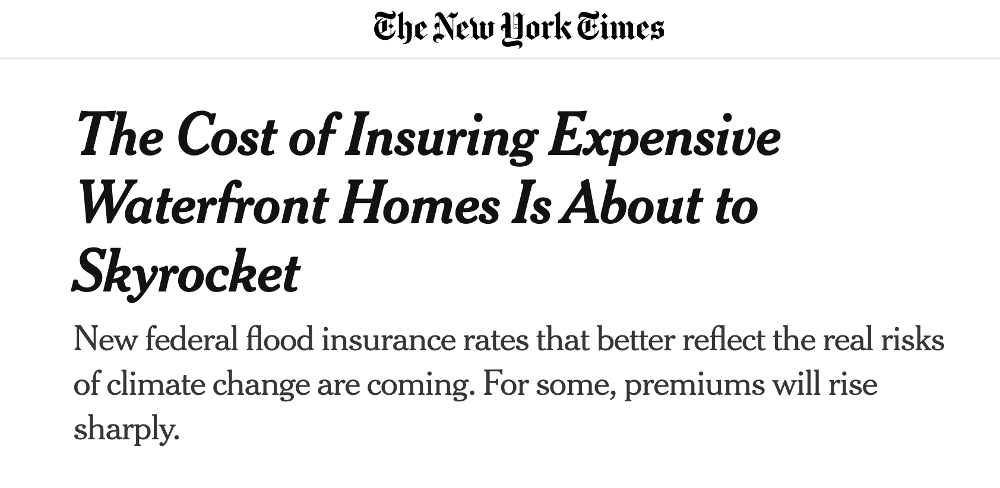 The New York Times
The Cost of Insuring Expensive
Waterfront Homes Is About to
Skyrocket
New federal flood insurance rates that better reflect the real risks
of climate change are coming. For some, premiums will rise
sharply.